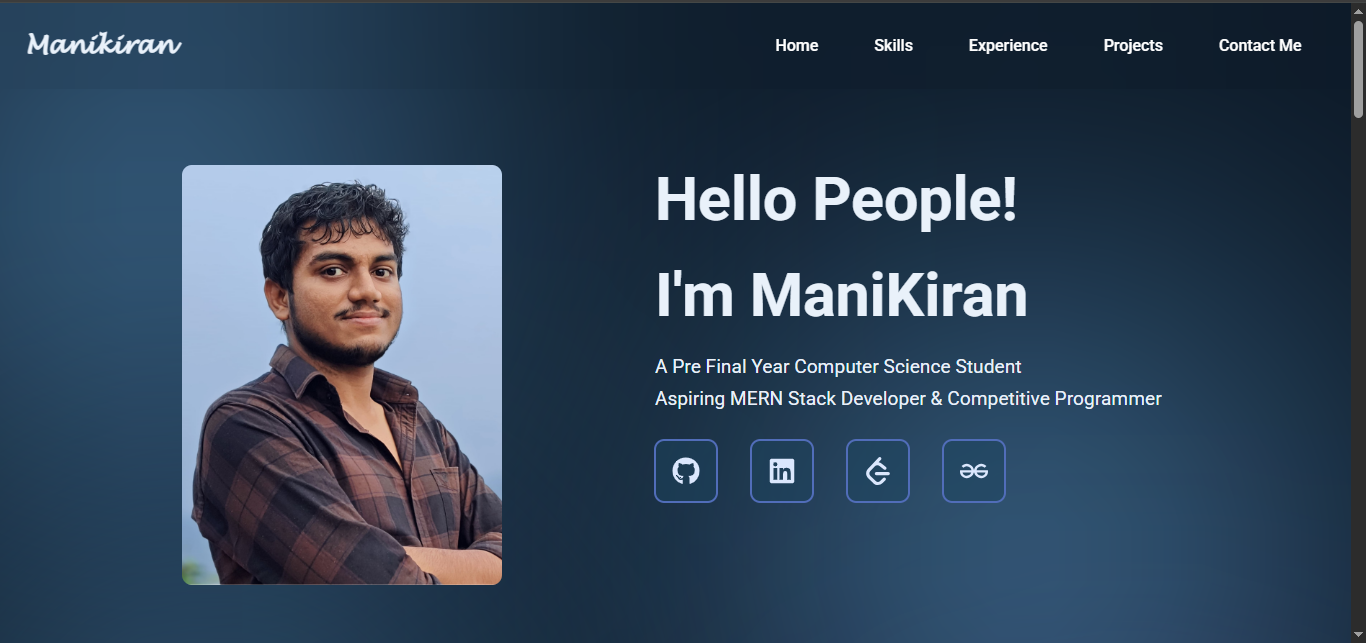 Manikiran
Home Skills Experience Projects Contact Me
Hello People!
I'm ManiKiran
A Pre Final Year Computer Science Student
Aspiring MERN Stack Developer & Competitive Programmer
in